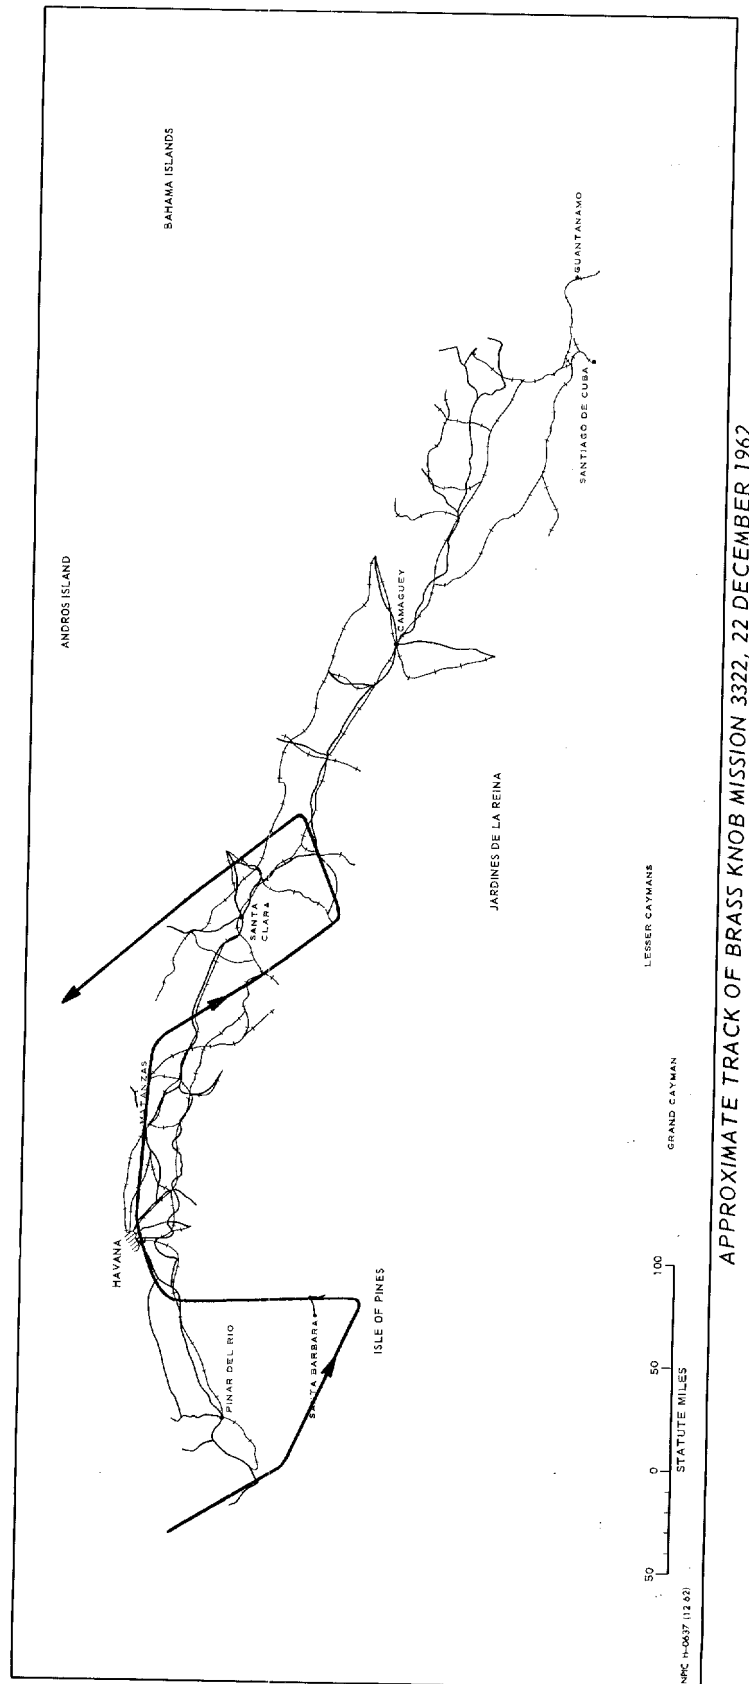 BAHAMA ISLANDS
ANDROS ISLAND
GUANTANAMO
SANTIAGO DE CUBA
CAMAGUEY
JARDINES DE LA REINA
SANTA
CLARA
LESSER CAYMANS
MATANZAS
GRAND CAYMAN
HAVANA
ISLE OF PINES
PINAR DEL RIO
SANTA BARBARA
50 0 50 100
STATUTE MILES
NPIC H-0637 (12 62)
APPROXIMATE TRACK OF BRASS KNOB MISSION 3322, 22 DECEMBER 1962